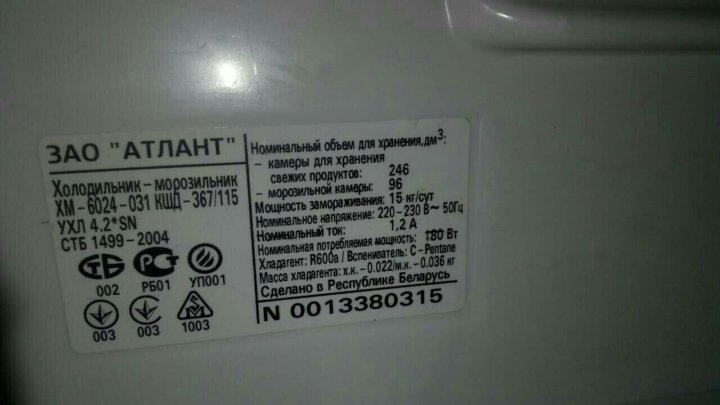 ЗАО "АТЛАНТ"
Холодильник – морозильник
ХМ – 6024 – 031 КШД – 367/115
УХЛ 4.2*SN
СТБ 1499 – 2004
СТБ РСТ
002 РБ01 УП001
003 003 1003
Номинальный объем для хранения,дм³:
– камеры для хранения
свежих продуктов: 246
– морозильной камеры: 96
Мощность замораживания: 15 кг/сут
Номинальное напряжение: 220 – 230 В~ 50Гц
Номинальный ток: 1,2 А
Номинальная потребляемая мощность: 180 Вт
Хладагент: R600a / Вспениватель: C – Pentane
Масса хладагента: х.к. – 0.022/м.к. – 0.036 кг
Сделано в Республике Беларусь
N 0013380315